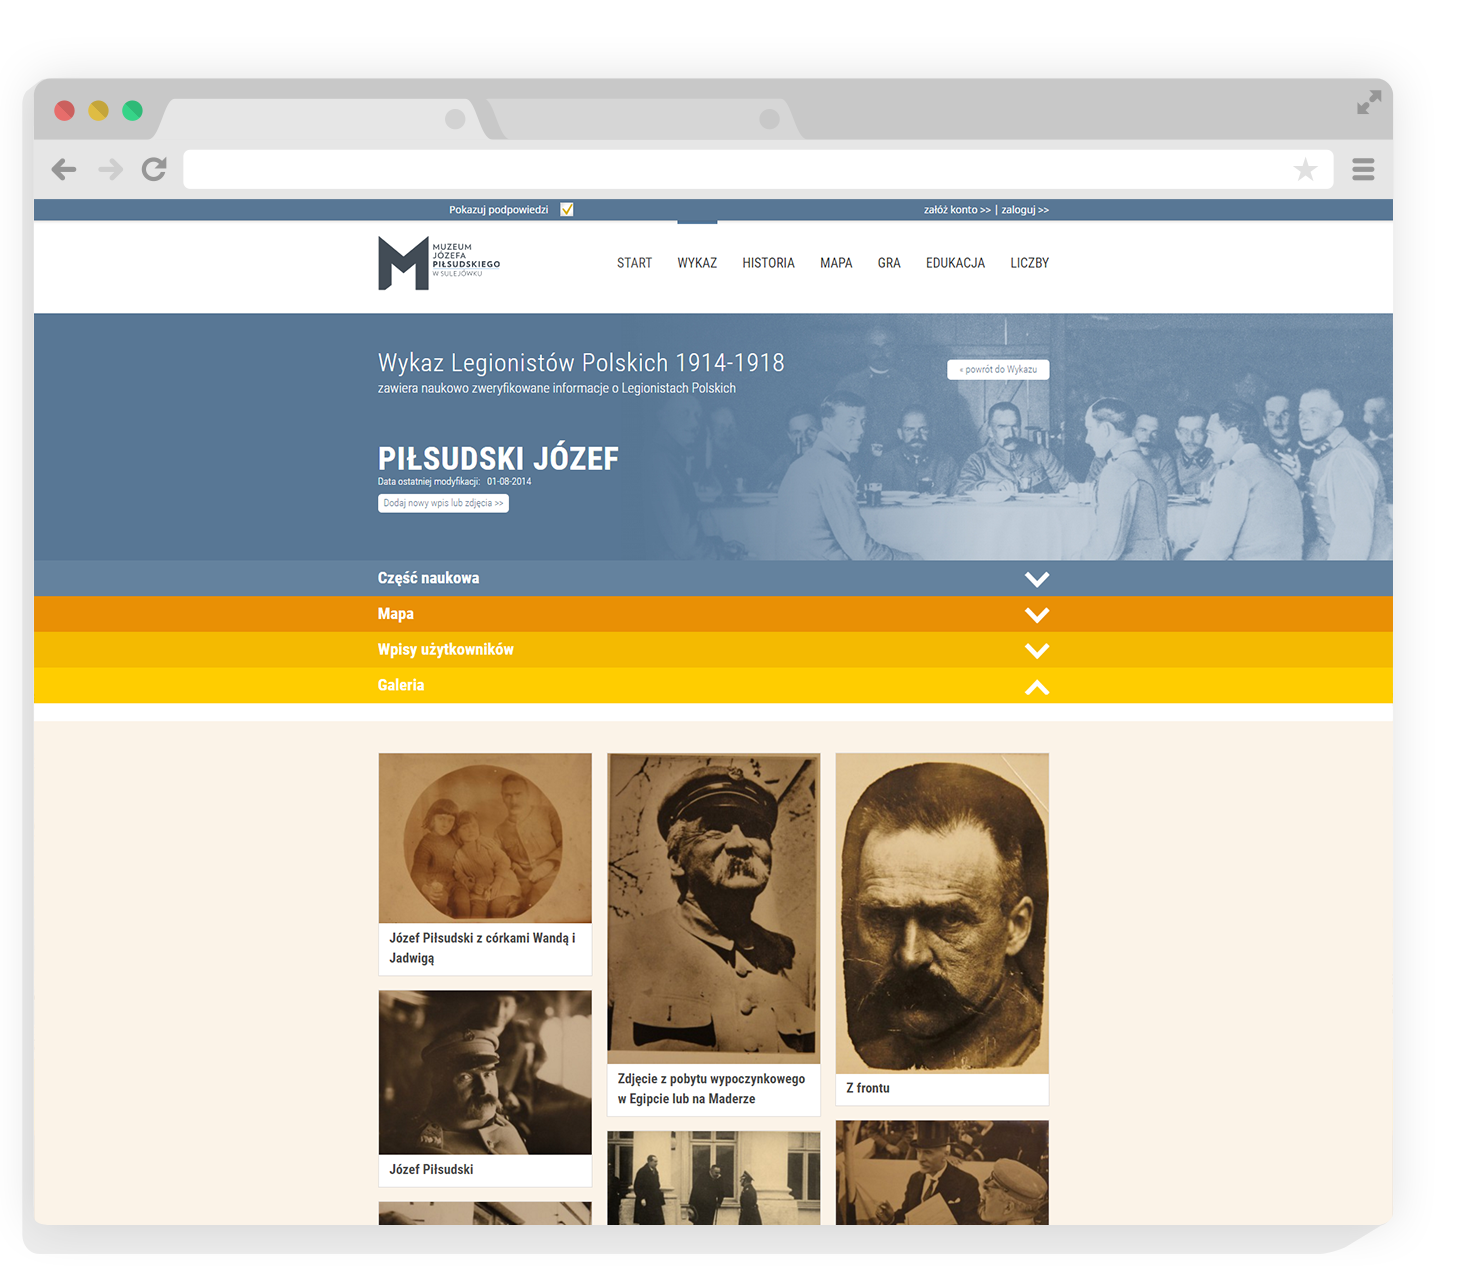 Pokazuj podpowiedzi
załóż konto >> | zaloguj >>
MUZEUM
JÓZEFA
PIŁSUDSKIEGO
W SULEJÓWKU
START WYKAZ HISTORIA MAPA GRA EDUKACJA LICZBY
Wykaz Legionistów Polskich 1914-1918
« powrót do Wykazu
zawiera naukowo zweryfikowane informacje o Legionistach Polskich
PIŁSUDSKI JÓZEF
Data ostatniej modyfikacji: 01-08-2014
Dodaj nowy wpis lub zdjęcia >>
Część naukowa
Mapa
Wpisy użytkowników
Galeria
Józef Piłsudski z córkami Wandą i
Jadwigą
Józef Piłsudski
Zdjęcie z pobytu wypoczynkowego
w Egipcie lub na Maderze
Z frontu